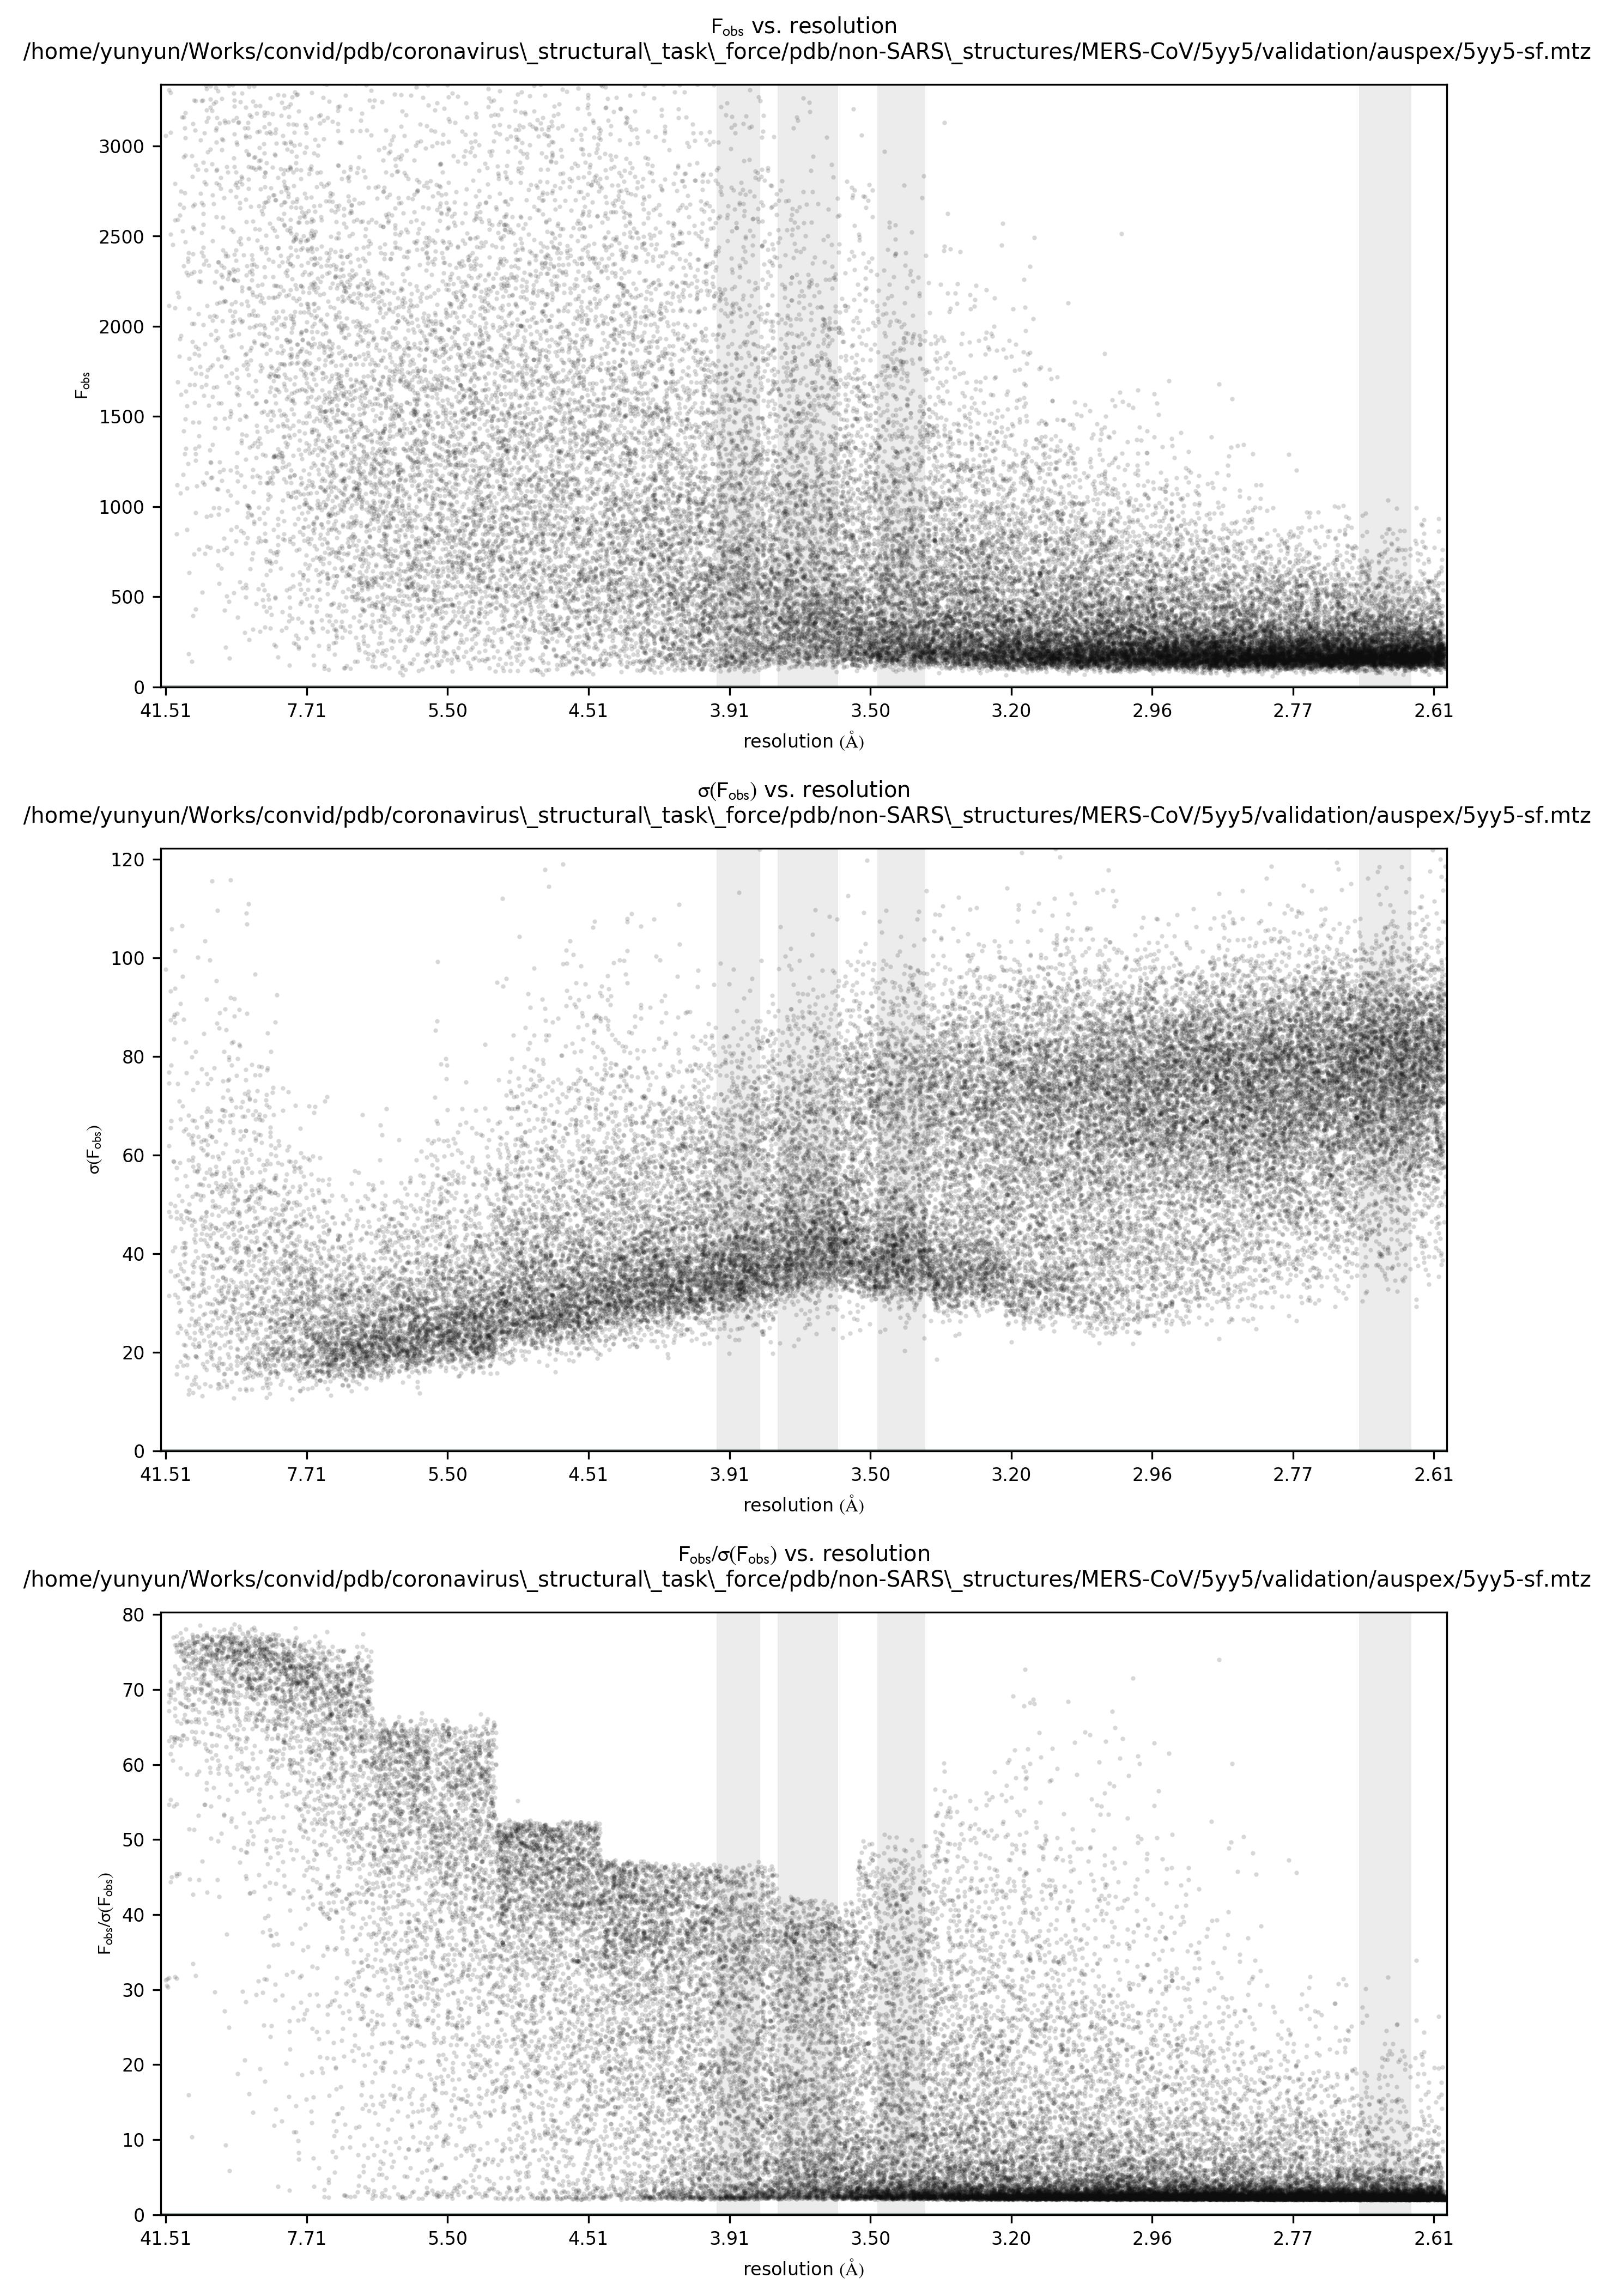 Fobs vs. resolution
/home/yunyun/Works/convid/pdb/coronavirus\_structural\_task\_force/pdb/non-SARS\_structures/MERS-CoV/5yy5/validation/auspex/5yy5-sf.mtz
3000
2500
2000
1500
1000
500
0
Fobs
41.51 7.71 5.50 4.51 3.91 3.50 3.20 2.96 2.77 2.61
resolution (Å)
σ(Fobs) vs. resolution
/home/yunyun/Works/convid/pdb/coronavirus\_structural\_task\_force/pdb/non-SARS\_structures/MERS-CoV/5yy5/validation/auspex/5yy5-sf.mtz
120
100
80
60
40
20
0
σ(Fobs)
41.51 7.71 5.50 4.51 3.91 3.50 3.20 2.96 2.77 2.61
resolution (Å)
Fobs/σ(Fobs) vs. resolution
/home/yunyun/Works/convid/pdb/coronavirus\_structural\_task\_force/pdb/non-SARS\_structures/MERS-CoV/5yy5/validation/auspex/5yy5-sf.mtz
80
70
60
50
40
30
20
10
0
Fobs/σ(Fobs)
41.51 7.71 5.50 4.51 3.91 3.50 3.20 2.96 2.77 2.61
resolution (Å)